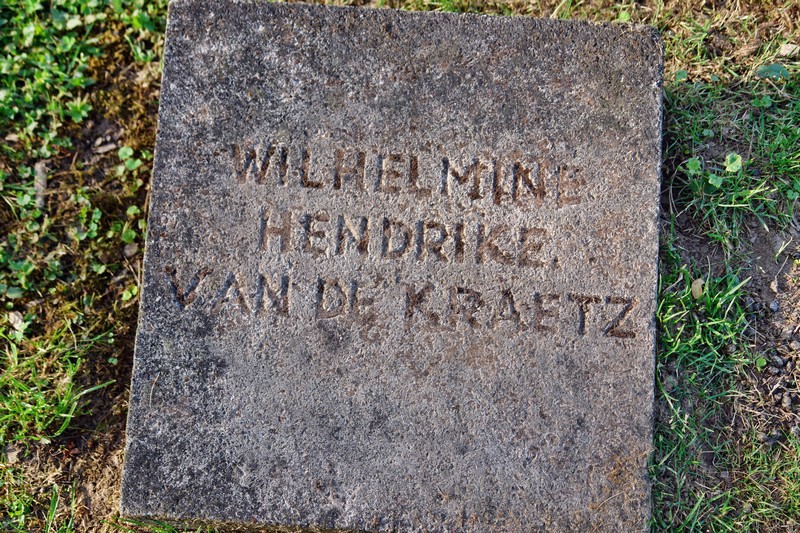 WILHELMINE
HENDRIKE
VAN DE KRAETZ